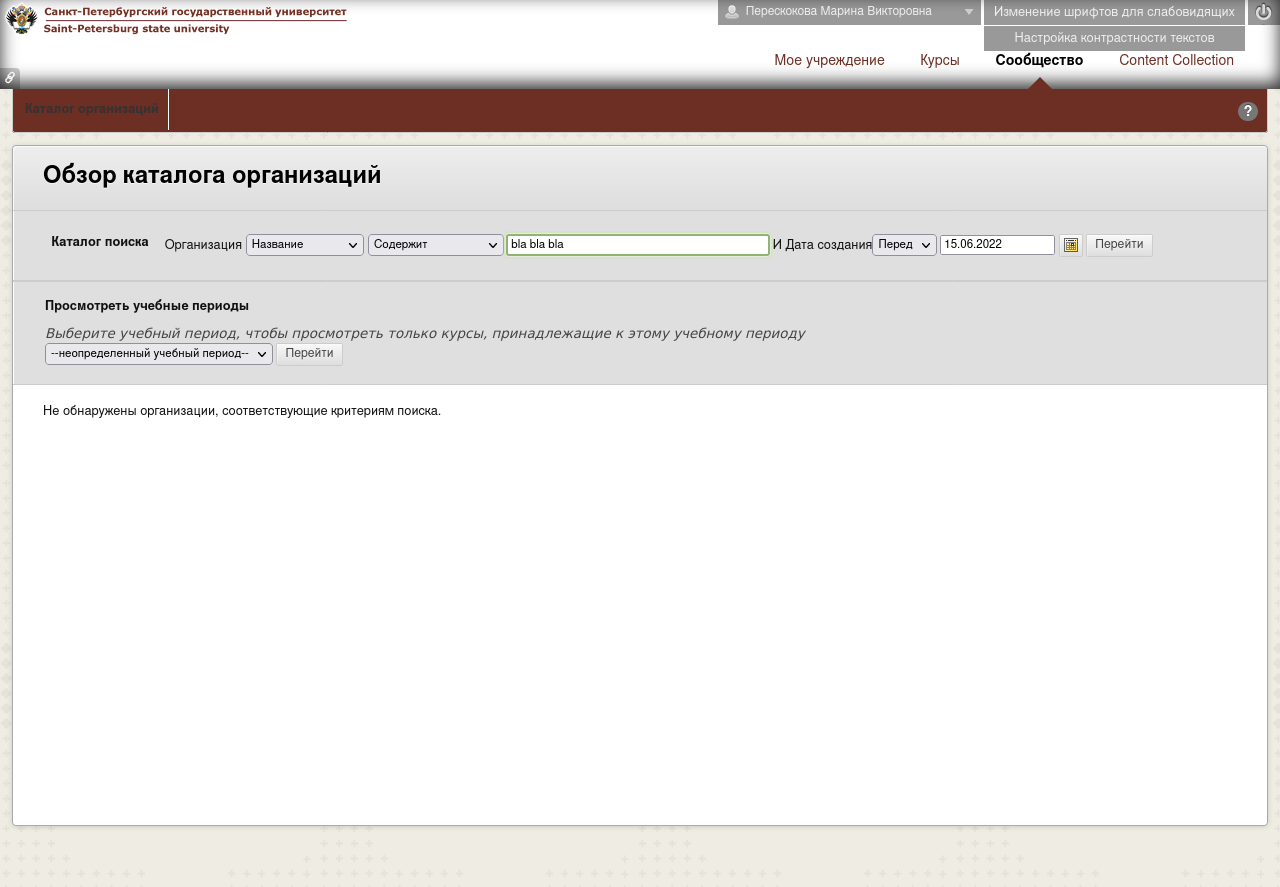 Санкт-Петербургский государственный университет
Saint-Petersburg state university
Перескокова Марина Викторовна
Изменение шрифтов для слабовидящих
Настройка контрастности текстов
Мое учреждение Курсы Сообщество Content Collection
Каталог организаций
?
Обзор каталога организаций
Каталог поиска Организация Название Содержит bla bla bla И Дата создания Перед 15.06.2022 Перейти
Просмотреть учебные периоды
Выберите учебный период, чтобы просмотреть только курсы, принадлежащие к этому учебному периоду
--неопределенный учебный период-- Перейти
Не обнаружены организации, соответствующие критериям поиска.